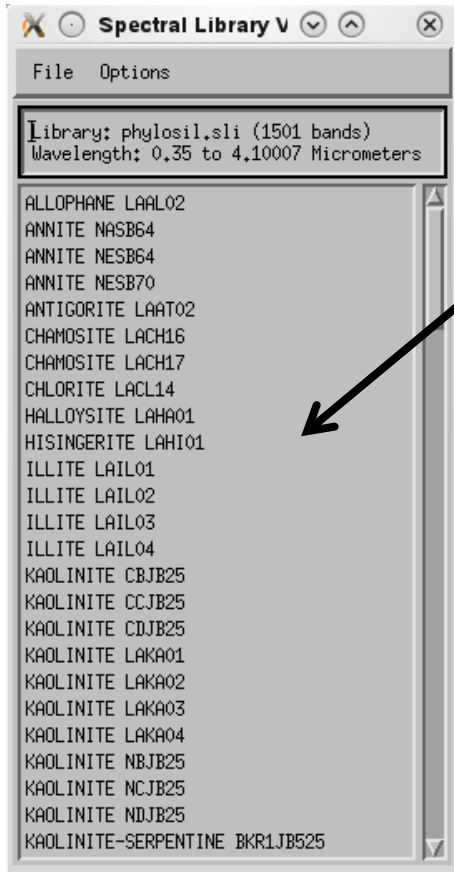 Spectral Library V
File Options
Library: phylosil.sli (1501 bands)
Wavelength: 0.35 to 4.10007 Micrometers
ALLOPHANE LAAL02
ANNITE NASB64
ANNITE NESB64
ANNITE NESB70
ANTIGORITE LAAT02
CHAMOSITE LACH16
CHAMOSITE LACH17
CHLORITE LACL14
HALLOYSITE LAHA01
HISINGERITE LAHI01
ILLITE LAIL01
ILLITE LAIL02
ILLITE LAIL03
ILLITE LAIL04
KAOLINITE CBJB25
KAOLINITE CCJB25
KAOLINITE CDJB25
KAOLINITE LAKA01
KAOLINITE LAKA02
KAOLINITE LAKA03
KAOLINITE LAKA04
KAOLINITE NBJB25
KAOLINITE NCJB25
KAOLINITE NDJB25
KAOLINITE-SERPENTINE BKR1JB525